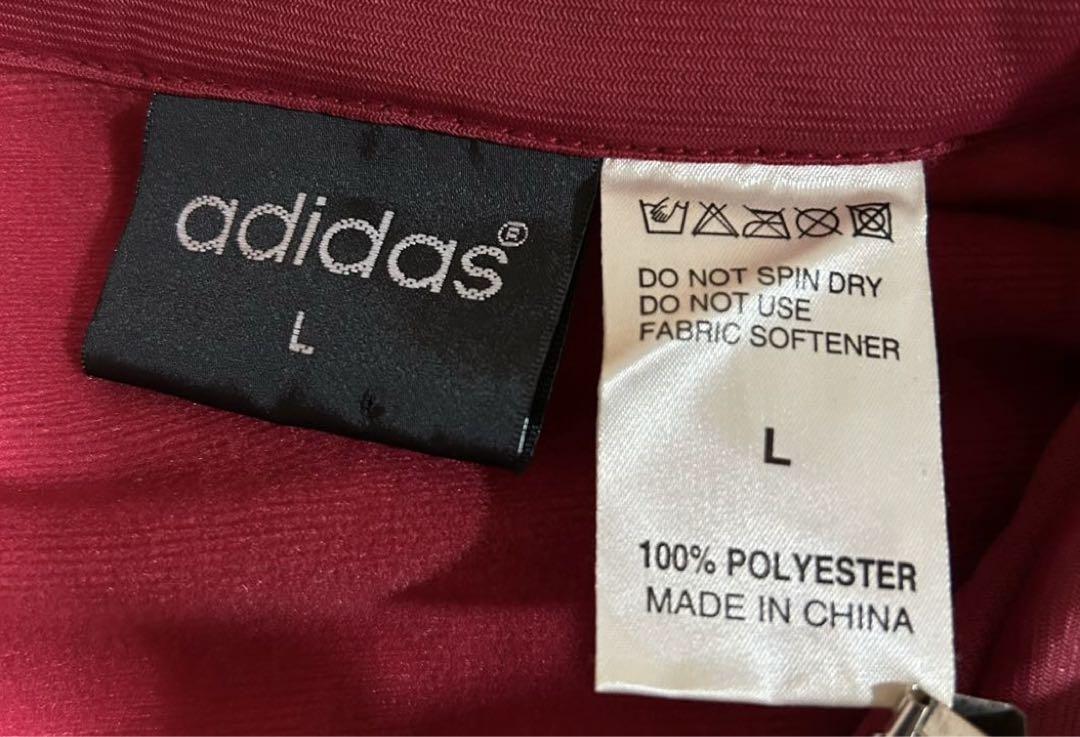 adidas®
L
DO NOT SPIN DRY
DO NOT USE
FABRIC SOFTENER
L
100% POLYESTER
MADE IN CHINA